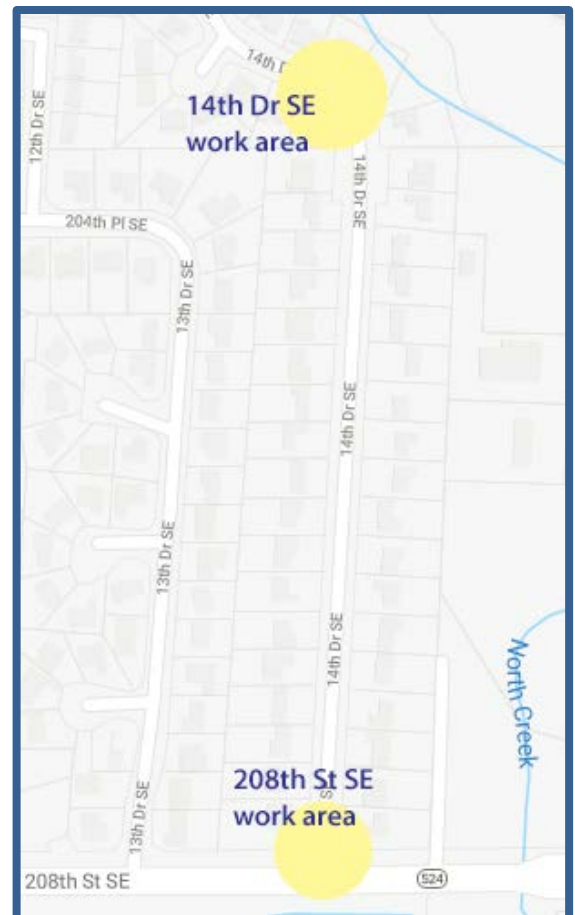 14th D
14th Dr SE
work area
12th Dr SE
14th Dr SE
204th Pl SE
13th Dr SE
14th Dr SE
13th Dr SE
14th Dr SE
North Creek
208th St SE
work area
13th Dr SE
208th St SE
524